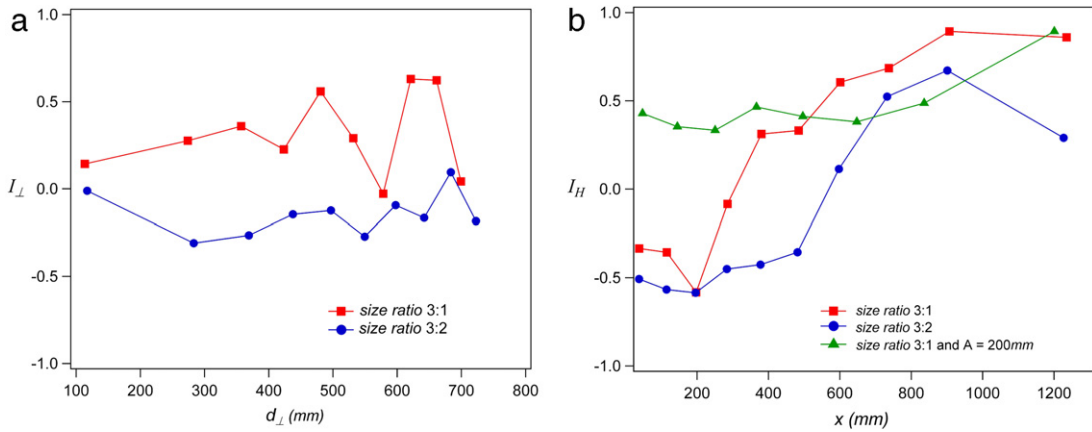 a
1.0
0.5
0.0
-0.5
-1.0
I⊥
size ratio 3:1
size ratio 3:2
100 200 300 400 500 600 700 800
d⊥ (mm)
b
1.0
0.5
0.0
-0.5
-1.0
I_H
size ratio 3:1
size ratio 3:2
size ratio 3:1 and A = 200mm
200 400 600 800 1000 1200
x (mm)